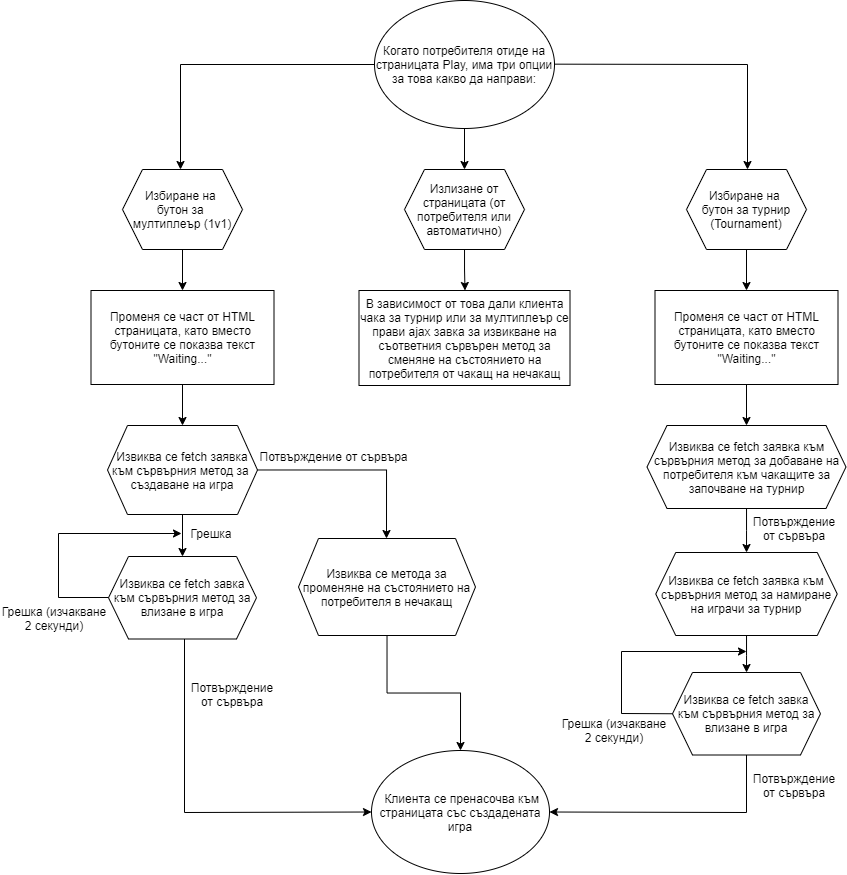 Когато потребителя отиде на
страницата Play, има три опции
за това какво да направи:
Избиране на
бутон за
мултиплеър (1v1)
Излизане от
страницата (от
потребителя или
автоматично)
Избиране на
бутон за турнир
(Tournament)
Променя се част от HTML
страницата, като вместо
бутоните се показва текст
"Waiting..."
В зависимост от това дали клиента
чака за турнир или за мултиплеър се
прави ajax завка за извикване на
съответния сървърен метод за
сменяне на състоянието на
потребителя от чакащ на нечакащ
Променя се част от HTML
страницата, като вместо
бутоните се показва текст
"Waiting..."
Извиква се fetch заявка
към сървърния метод за
създаване на игра
Потвърждение от сървъра
Извиква се fetch заявка към
сървърния метод за добаване на
потребителя към чакащите за
започване на турнир
Грешка
Потвърждение
от сървъра
Извиква се fetch завка
към сървърния метод за
влизане в игра
Грешка (изчакване
2 секунди)
Извиква се метода за
променяне на състоянието на
потребителя в нечакащ
Извиква се fetch заявка към
сървърния метод за намиране
на играчи за турнир
Потвърждение
от сървъра
Извиква се fetch завка
към сървърния метод за
влизане в игра
Грешка (изчакване
2 секунди)
Потвърждение
от сървъра
Клиента се пренасочва към
страницата със създадената
игра